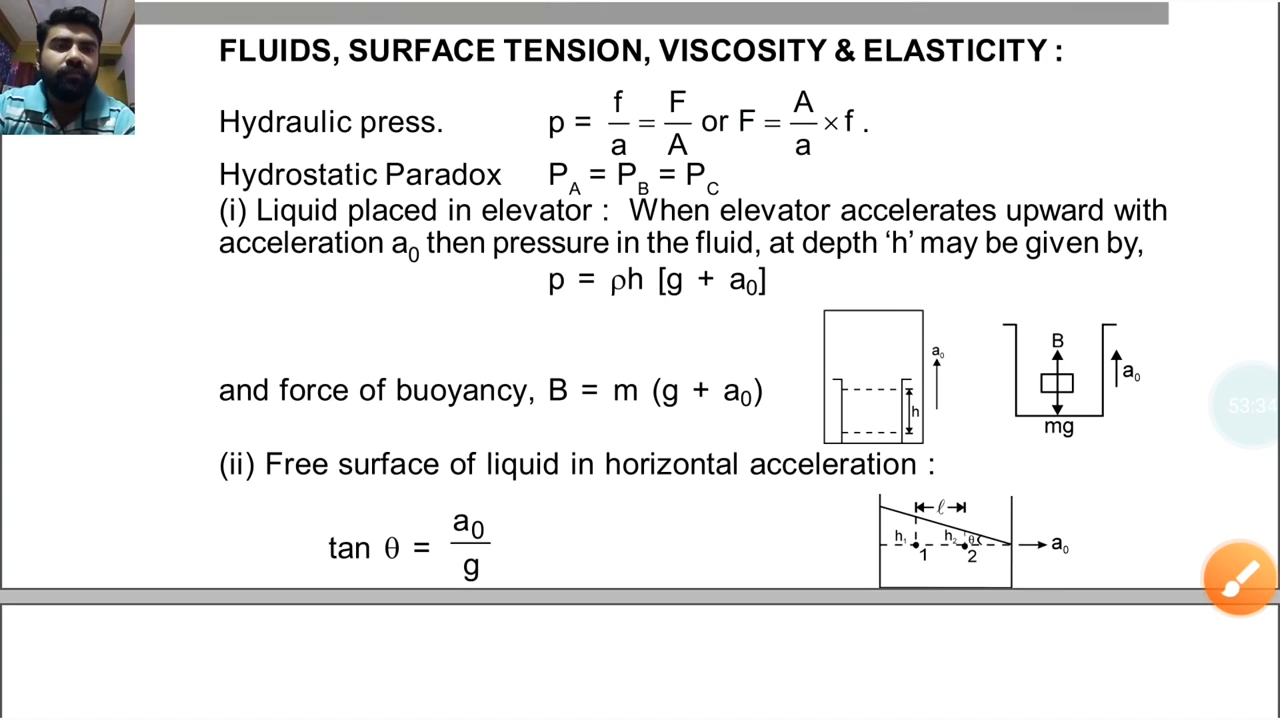 FLUIDS, SURFACE TENSION, VISCOSITY & ELASTICITY :
Hydraulic press. p = f/a = F/A or F = A/a × f .
Hydrostatic Paradox P_A = P_B = P_C
(i) Liquid placed in elevator : When elevator accelerates upward with
acceleration a₀ then pressure in the fluid, at depth ‘h’ may be given by,
p = ρh [g + a₀]
a₀
h
B
a₀
mg
and force of buoyancy, B = m (g + a₀)
53:34
(ii) Free surface of liquid in horizontal acceleration :
tan θ = a₀/g
ℓ
h₁ h₂ θ
1 2
a₀